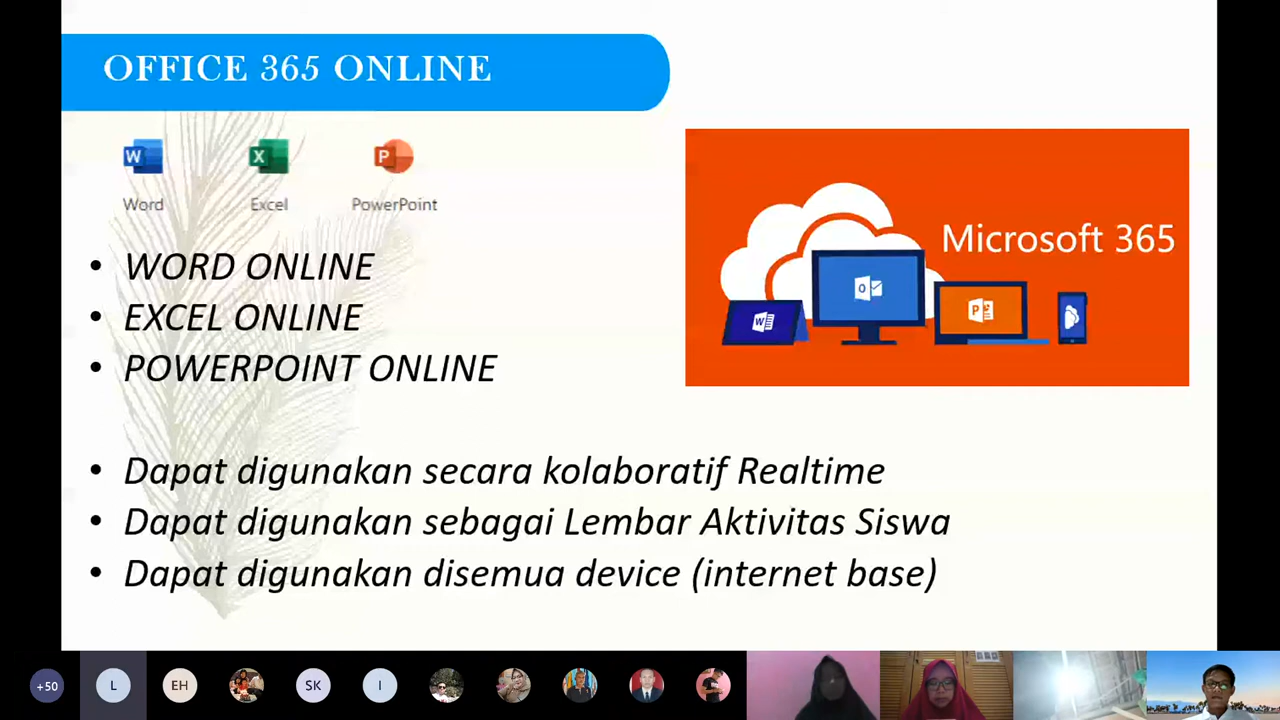 OFFICE 365 ONLINE
W X P
Word Excel PowerPoint
• WORD ONLINE
• EXCEL ONLINE
• POWERPOINT ONLINE
Microsoft 365
• Dapat digunakan secara kolaboratif Realtime
• Dapat digunakan sebagai Lembar Aktivitas Siswa
• Dapat digunakan disemua device (internet base)
+50 L EH SK I